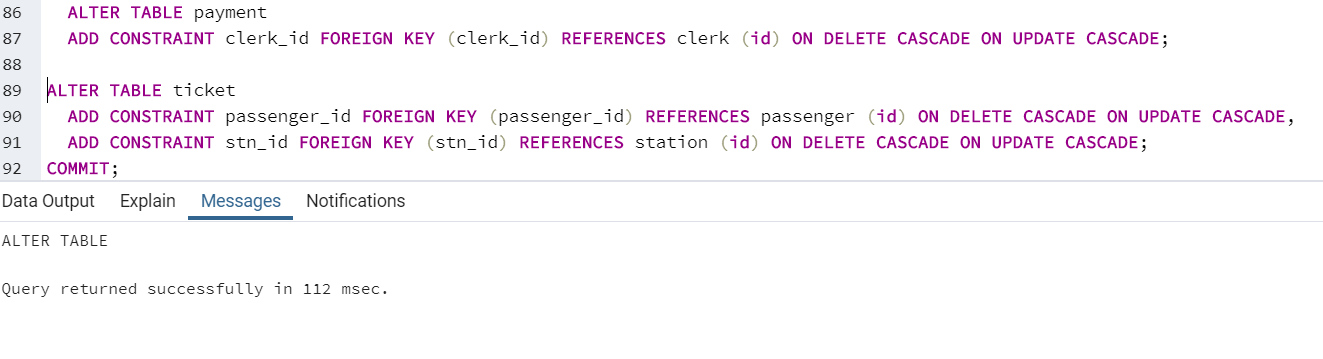 86 ALTER TABLE payment
87 ADD CONSTRAINT clerk_id FOREIGN KEY (clerk_id) REFERENCES clerk (id) ON DELETE CASCADE ON UPDATE CASCADE;
88
89 ALTER TABLE ticket
90 ADD CONSTRAINT passenger_id FOREIGN KEY (passenger_id) REFERENCES passenger (id) ON DELETE CASCADE ON UPDATE CASCADE,
91 ADD CONSTRAINT stn_id FOREIGN KEY (stn_id) REFERENCES station (id) ON DELETE CASCADE ON UPDATE CASCADE;
92 COMMIT;
Data Output Explain Messages Notifications
ALTER TABLE
Query returned successfully in 112 msec.